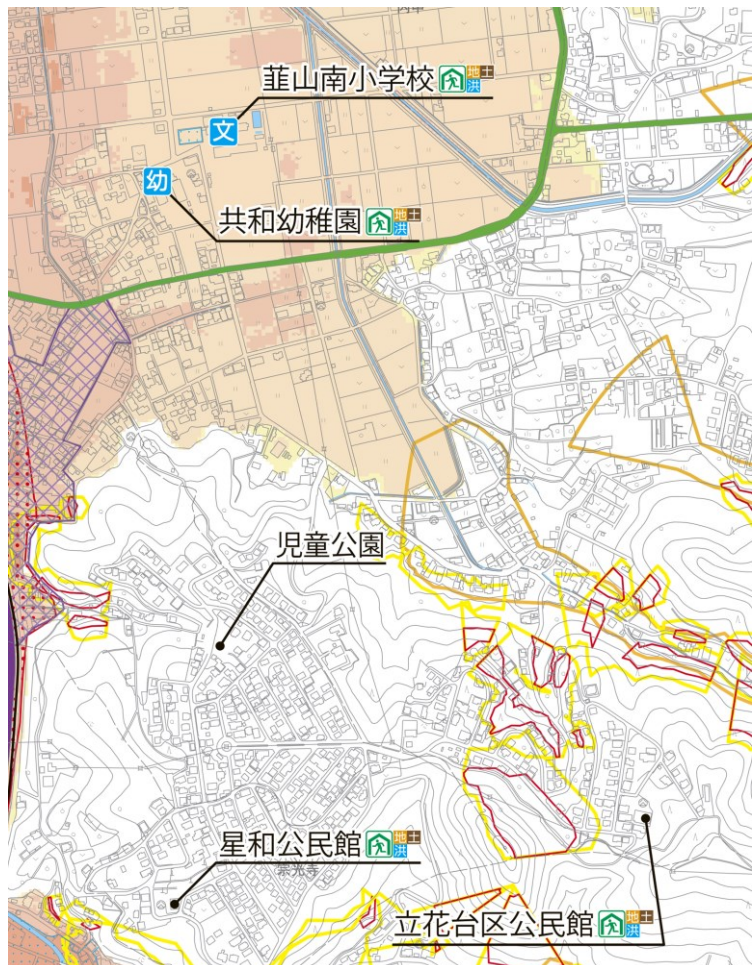 韮山南小学校 地土洪
文
幼
共和幼稚園 地土洪
児童公園
星和公民館 地土洪
崇光寺
立花台区公民館 地土洪